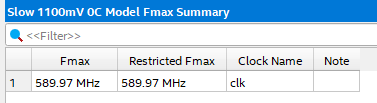 Slow 1100mV 0C Model Fmax Summary
<<Filter>>
Fmax Restricted Fmax Clock Name Note
1 589.97 MHz 589.97 MHz clk